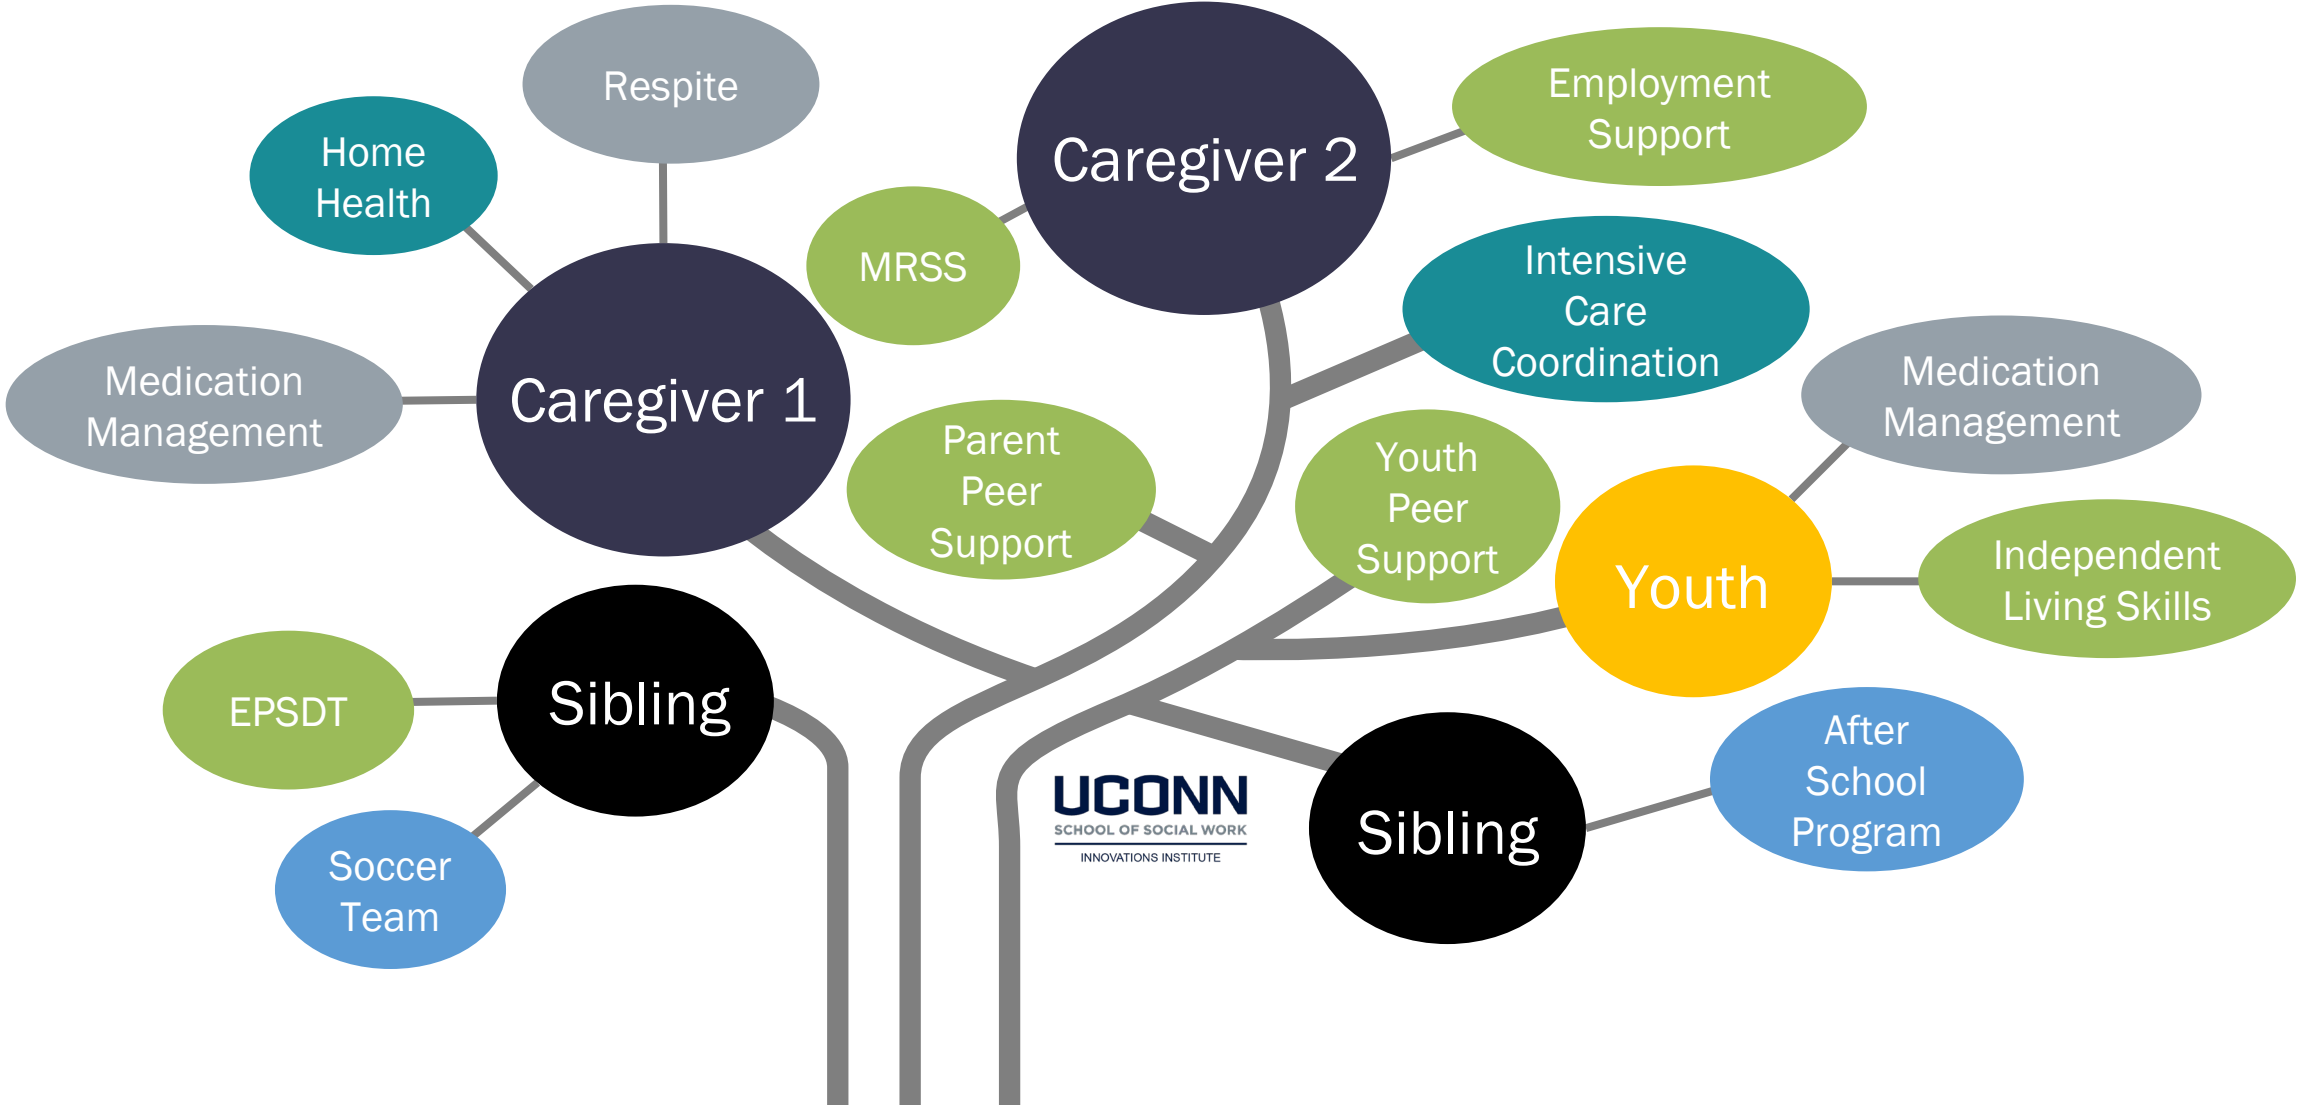 Respite
Home
Health
Caregiver 2
Employment
Support
MRSS
Intensive
Care
Coordination
Medication
Management
Caregiver 1
Medication
Management
Parent
Peer
Support
Youth
Peer
Support
Youth
Independent
Living Skills
EPSDT
Sibling
Soccer
Team
UCONN
SCHOOL OF SOCIAL WORK
INNOVATIONS INSTITUTE
Sibling
After
School
Program